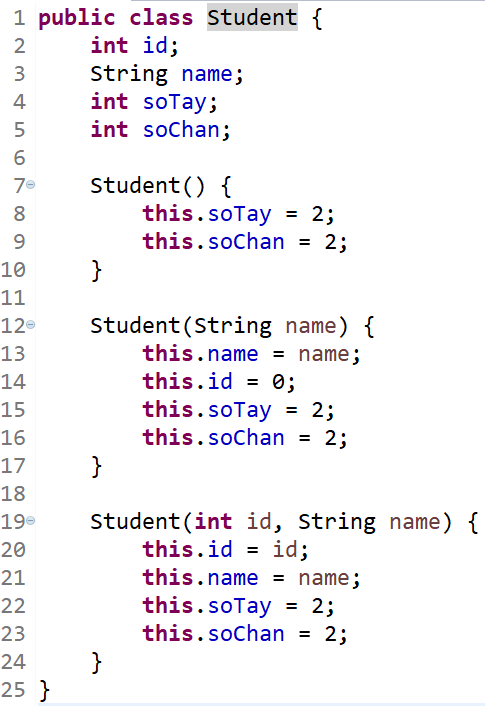 1 public class Student {
2     int id;
3     String name;
4     int soTay;
5     int soChan;
6
7     Student() {
8         this.soTay = 2;
9         this.soChan = 2;
10     }
11
12     Student(String name) {
13         this.name = name;
14         this.id = 0;
15         this.soTay = 2;
16         this.soChan = 2;
17     }
18
19     Student(int id, String name) {
20         this.id = id;
21         this.name = name;
22         this.soTay = 2;
23         this.soChan = 2;
24     }
25 }